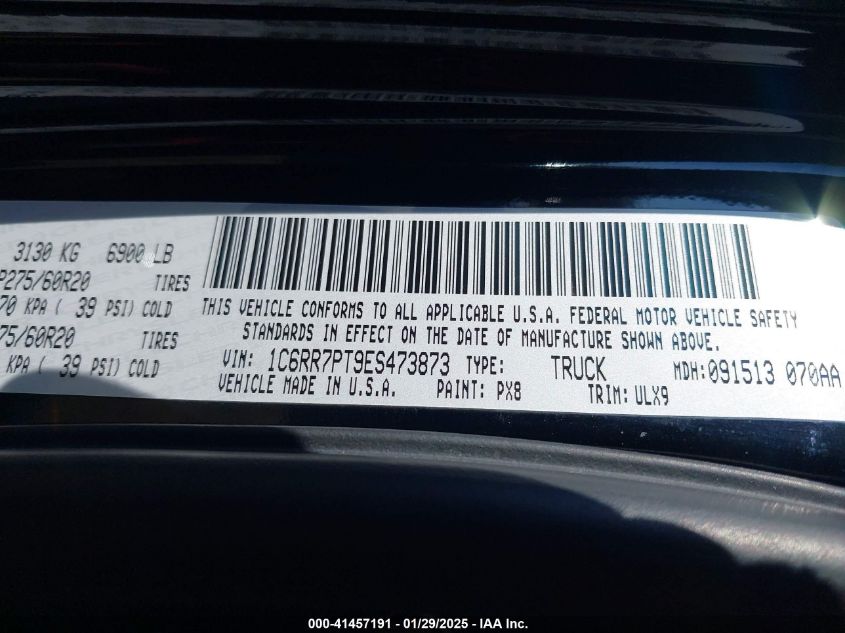 3130 KG 6900 LB
P275/60R20 TIRES
70 KPA ( 39 PSI) COLD
75/60R20 TIRES
KPA ( 39 PSI) COLD
THIS VEHICLE CONFORMS TO ALL APPLICABLE U.S.A. FEDERAL MOTOR VEHICLE SAFETY
STANDARDS IN EFFECT ON THE DATE OF MANUFACTURE SHOWN ABOVE.
VIN: 1C6RR7PT9ES473873 TYPE: TRUCK MDH:091513 070AA
VEHICLE MADE IN U.S.A. PAINT: PX8 TRIM:ULX9
000-41457191 - 01/29/2025 - IAA Inc.